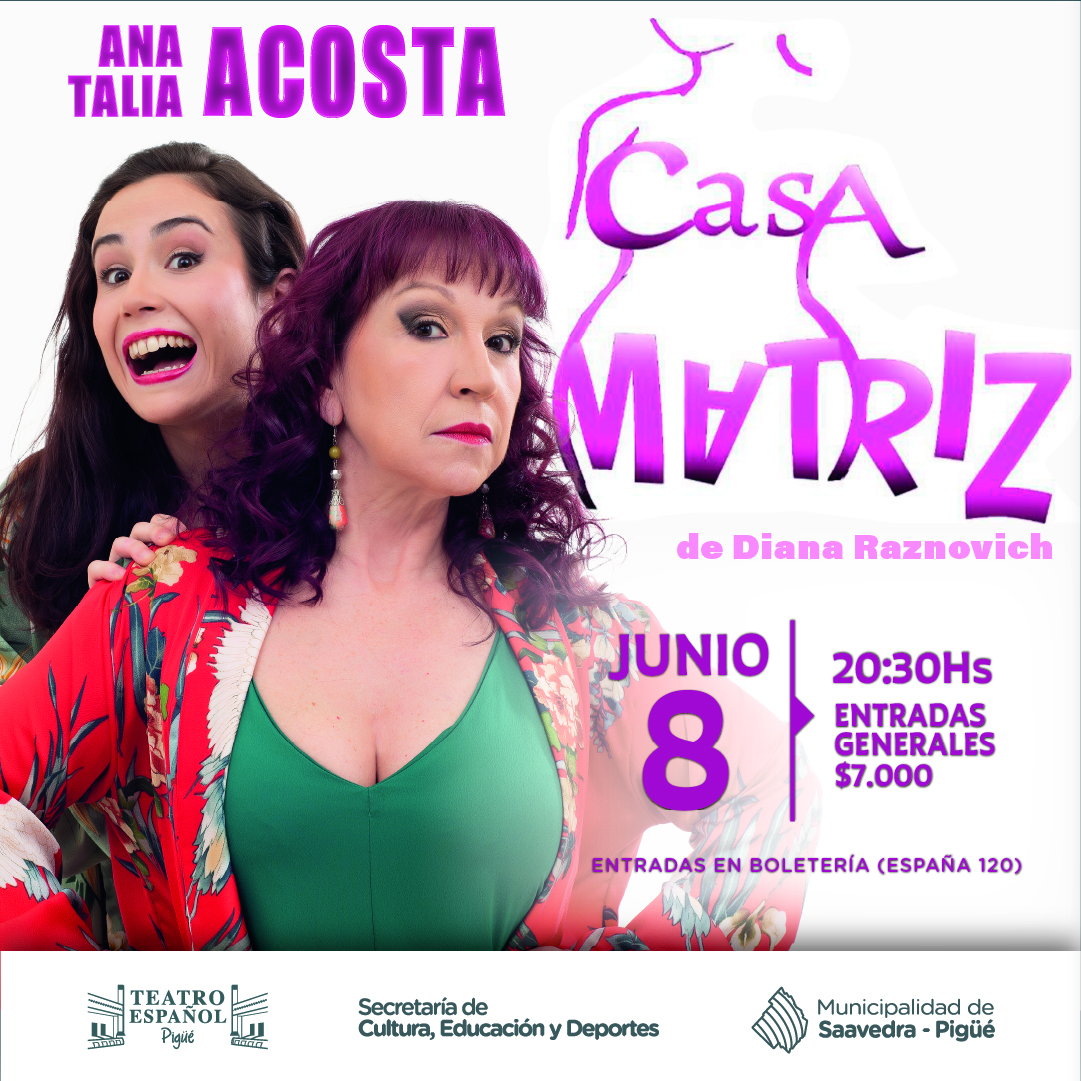 ANA
TALIA
ACOSTA
CasA
MATRIZ
de Diana Raznovich
JUNIO
8
20:30Hs
ENTRADAS
GENERALES
$7.000
ENTRADAS EN BOLETERÍA (ESPAÑA 120)
TEATRO
ESPAÑOL
Pigüé
Secretaría de
Cultura, Educación y Deportes
Municipalidad de
Saavedra - Pigüé